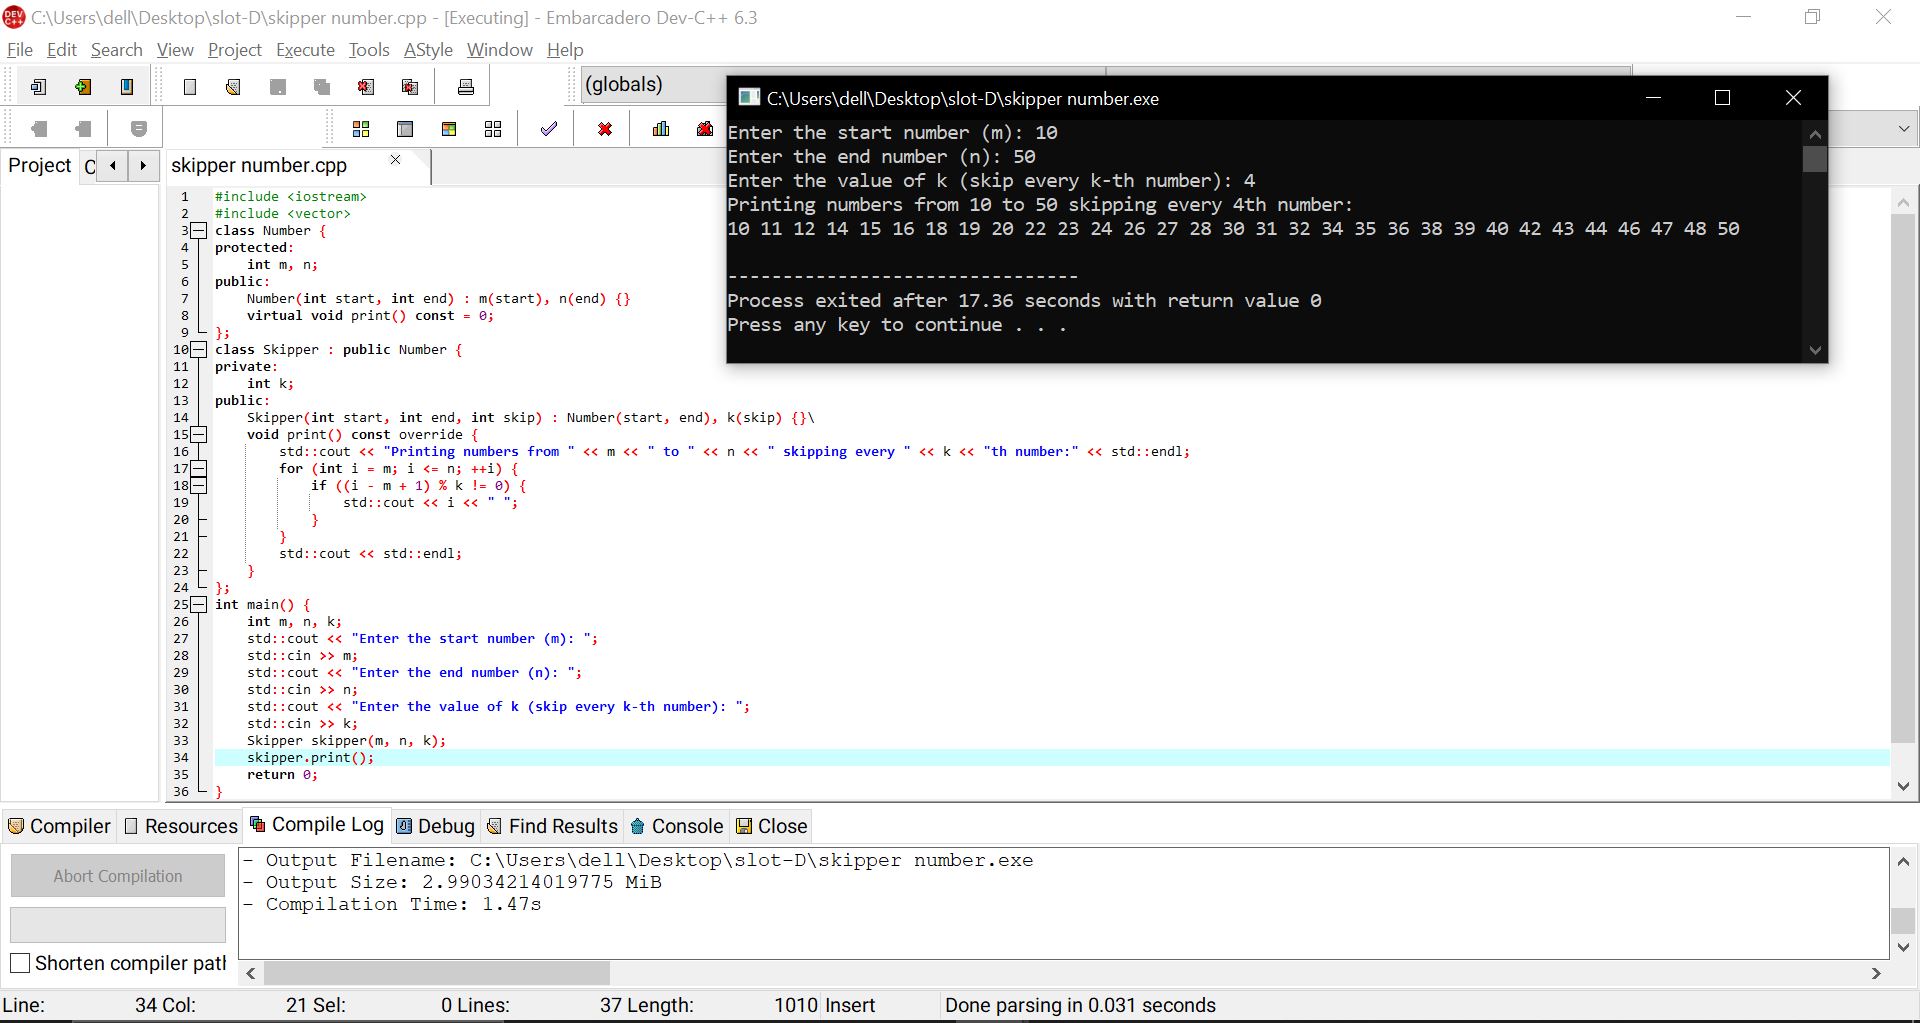 C:\Users\dell\Desktop\slot-D\skipper number.cpp - [Executing] - Embarcadero Dev-C++ 6.3
File Edit Search View Project Execute Tools AStyle Window Help
(globals)
C:\Users\dell\Desktop\slot-D\skipper number.exe
Enter the start number (m): 10
Enter the end number (n): 50
Enter the value of k (skip every k-th number): 4
Printing numbers from 10 to 50 skipping every 4th number:
10 11 12 14 15 16 18 19 20 22 23 24 26 27 28 30 31 32 34 35 36 38 39 40 42 43 44 46 47 48 50
--------------------------------
Process exited after 17.36 seconds with return value 0
Press any key to continue . . .
Project C skipper number.cpp
1 #include <iostream>
2 #include <vector>
3 class Number {
4 protected:
5     int m, n;
6 public:
7     Number(int start, int end) : m(start), n(end) {}
8     virtual void print() const = 0;
9 };
10 class Skipper : public Number {
11 private:
12     int k;
13 public:
14     Skipper(int start, int end, int skip) : Number(start, end), k(skip) {}\
15     void print() const override {
16         std::cout << "Printing numbers from " << m << " to " << n << " skipping every " << k << "th number:" << std::endl;
17         for (int i = m; i <= n; ++i) {
18             if ((i - m + 1) % k != 0) {
19                 std::cout << i << " ";
20             }
21         }
22         std::cout << std::endl;
23     }
24 };
25 int main() {
26     int m, n, k;
27     std::cout << "Enter the start number (m): ";
28     std::cin >> m;
29     std::cout << "Enter the end number (n): ";
30     std::cin >> n;
31     std::cout << "Enter the value of k (skip every k-th number): ";
32     std::cin >> k;
33     Skipper skipper(m, n, k);
34     skipper.print();
35     return 0;
36 }
Compiler Resources Compile Log Debug Find Results Console Close
Abort Compilation
Shorten compiler path
- Output Filename: C:\Users\dell\Desktop\slot-D\skipper number.exe
- Output Size: 2.99034214019775 MiB
- Compilation Time: 1.47s
Line: 34 Col: 21 Sel: 0 Lines: 37 Length: 1010 Insert Done parsing in 0.031 seconds